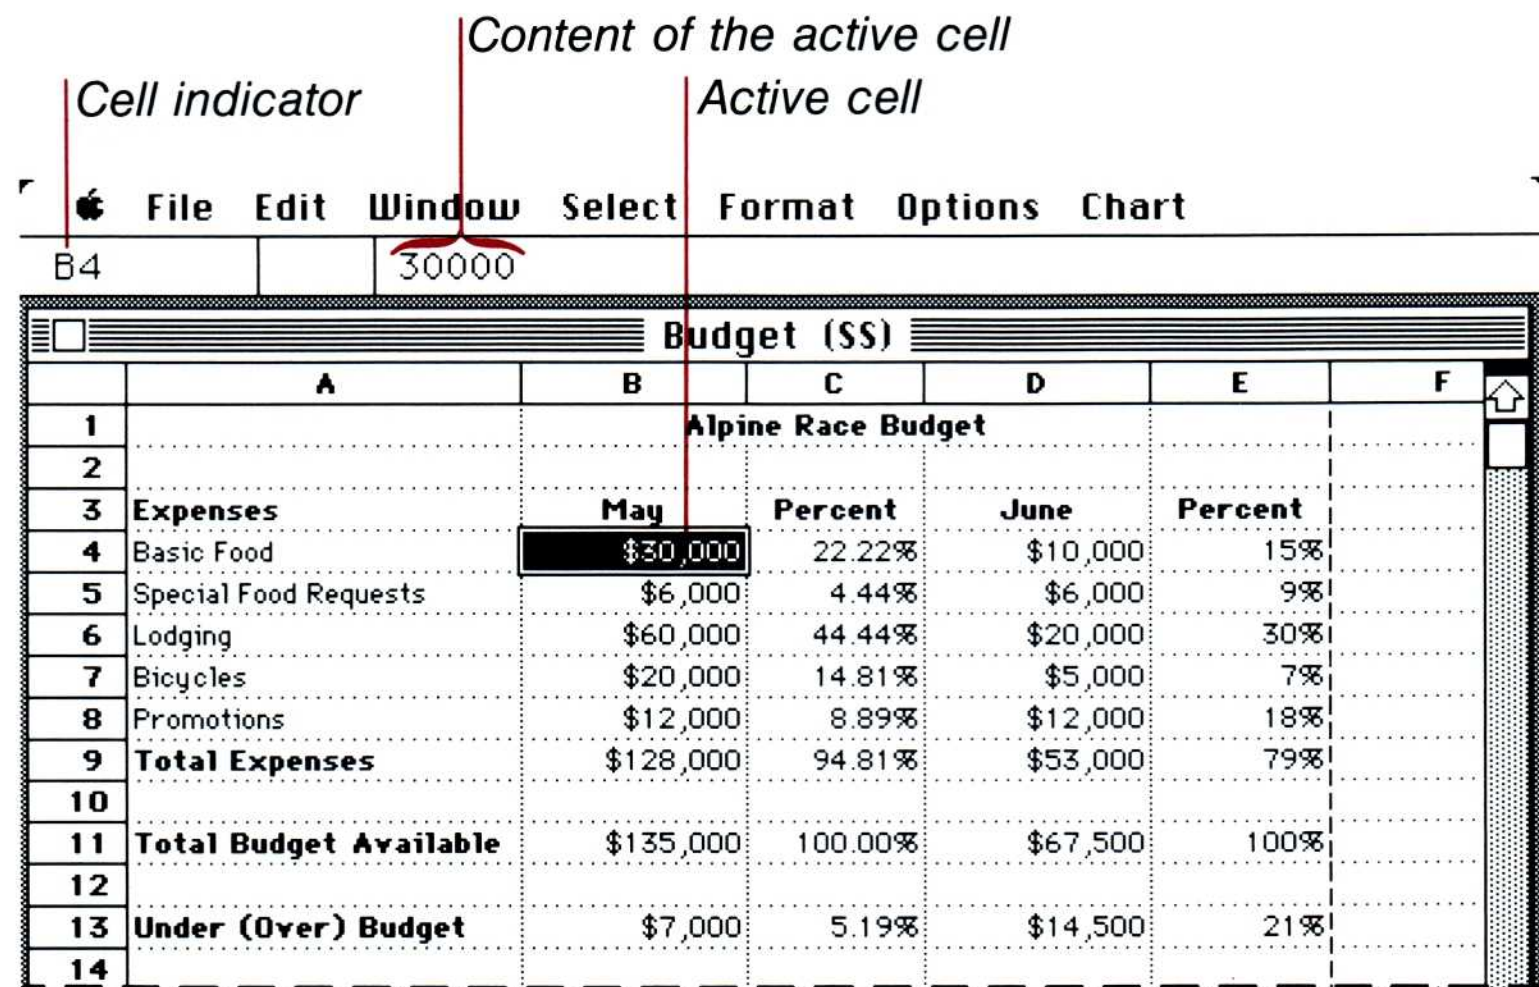 Content of the active cell
Cell indicator Active cell
File Edit Window Select Format Options Chart
B4 30000
Budget (SS)
A B C D E F
1 Alpine Race Budget
2
3 Expenses May Percent June Percent
4 Basic Food $30,000 22.22% $10,000 15%
5 Special Food Requests $6,000 4.44% $6,000 9%
6 Lodging $60,000 44.44% $20,000 30%
7 Bicycles $20,000 14.81% $5,000 7%
8 Promotions $12,000 8.89% $12,000 18%
9 Total Expenses $128,000 94.81% $53,000 79%
10
11 Total Budget Available $135,000 100.00% $67,500 100%
12
13 Under (Over) Budget $7,000 5.19% $14,500 21%
14